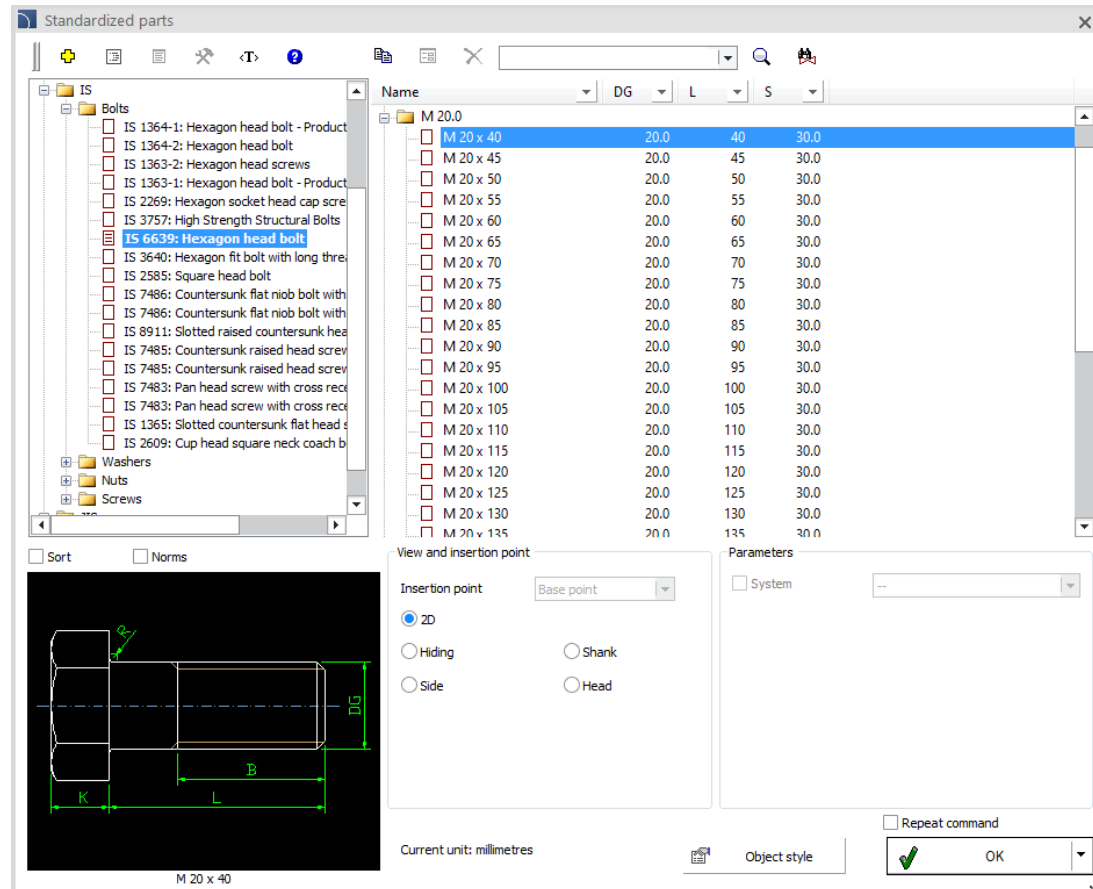 Standardized parts
<T>
IS
Bolts
IS 1364-1: Hexagon head bolt - Product
IS 1364-2: Hexagon head bolt
IS 1363-2: Hexagon head screws
IS 1363-1: Hexagon head bolt - Product
IS 2269: Hexagon socket head cap scre
IS 3757: High Strength Structural Bolts
IS 6639: Hexagon head bolt
IS 3640: Hexagon fit bolt with long threa
IS 2585: Square head bolt
IS 7486: Countersunk flat niob bolt with
IS 7486: Countersunk flat niob bolt with
IS 8911: Slotted raised countersunk hea
IS 7485: Countersunk raised head screw
IS 7485: Countersunk raised head screw
IS 7483: Pan head screw with cross rece
IS 7483: Pan head screw with cross rece
IS 1365: Slotted countersunk flat head s
IS 2609: Cup head square neck coach b
Washers
Nuts
Screws
Name DG L S
M 20.0
M 20 x 40 20.0 40 30.0
M 20 x 45 20.0 45 30.0
M 20 x 50 20.0 50 30.0
M 20 x 55 20.0 55 30.0
M 20 x 60 20.0 60 30.0
M 20 x 65 20.0 65 30.0
M 20 x 70 20.0 70 30.0
M 20 x 75 20.0 75 30.0
M 20 x 80 20.0 80 30.0
M 20 x 85 20.0 85 30.0
M 20 x 90 20.0 90 30.0
M 20 x 95 20.0 95 30.0
M 20 x 100 20.0 100 30.0
M 20 x 105 20.0 105 30.0
M 20 x 110 20.0 110 30.0
M 20 x 115 20.0 115 30.0
M 20 x 120 20.0 120 30.0
M 20 x 125 20.0 125 30.0
M 20 x 130 20.0 130 30.0
M 20 x 135 20.0 135 30.0
Sort Norms
R
DG
B
K L
M 20 x 40
View and insertion point
Insertion point Base point
2D
Hiding Shank
Side Head
Parameters
System --
Current unit: millimetres
Object style
Repeat command
OK